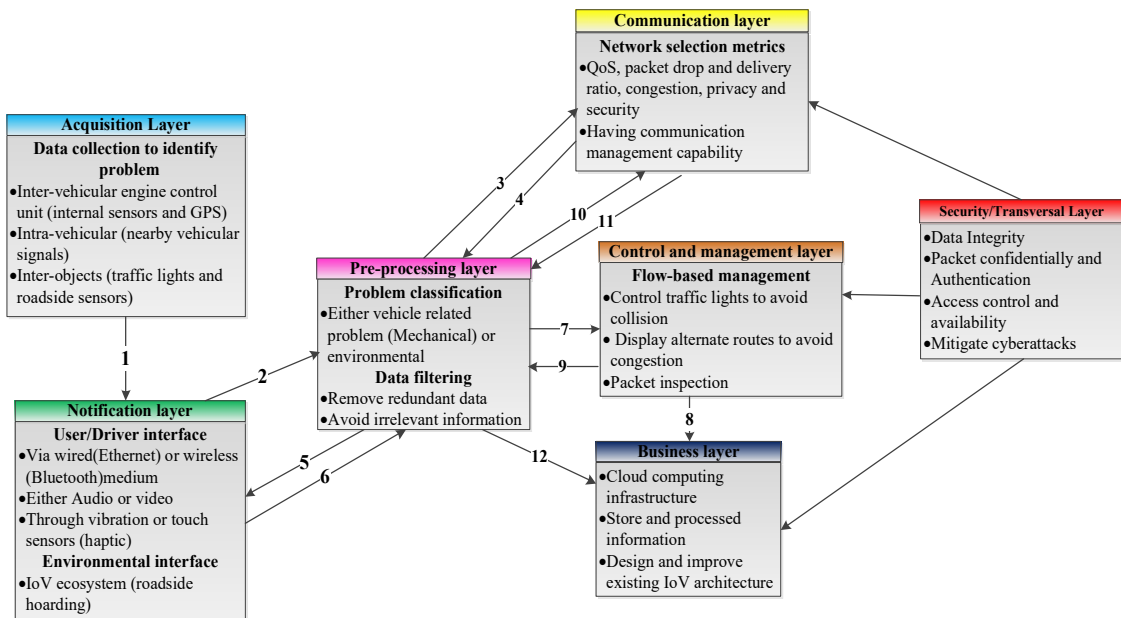 Communication layer
Network selection metrics
●QoS, packet drop and delivery
ratio, congestion, privacy and
security
●Having communication
management capability
Acquisition Layer
Data collection to identify
problem
●Inter-vehicular engine control
unit (internal sensors and GPS)
●Intra-vehicular (nearby vehicular
signals)
●Inter-objects (traffic lights and
roadside sensors)
3
4
10
11
Security/Transversal Layer
●Data Integrity
●Packet confidentially and
Authentication
●Access control and
availability
●Mitigate cyberattacks
Pre-processing layer
Problem classification
●Either vehicle related
problem (Mechanical) or
environmental
Data filtering
●Remove redundant data
●Avoid irrelevant information
Control and management layer
Flow-based management
●Control traffic lights to avoid
collision
● Display alternate routes to avoid
congestion
●Packet inspection
1
2
7
9
8
Notification layer
User/Driver interface
●Via wired(Ethernet) or wireless
(Bluetooth)medium
●Either Audio or video
●Through vibration or touch
sensors (haptic)
Environmental interface
●IoV ecosystem (roadside
hoarding)
5
6
12
Business layer
●Cloud computing
infrastructure
●Store and processed
information
●Design and improve
existing IoV architecture